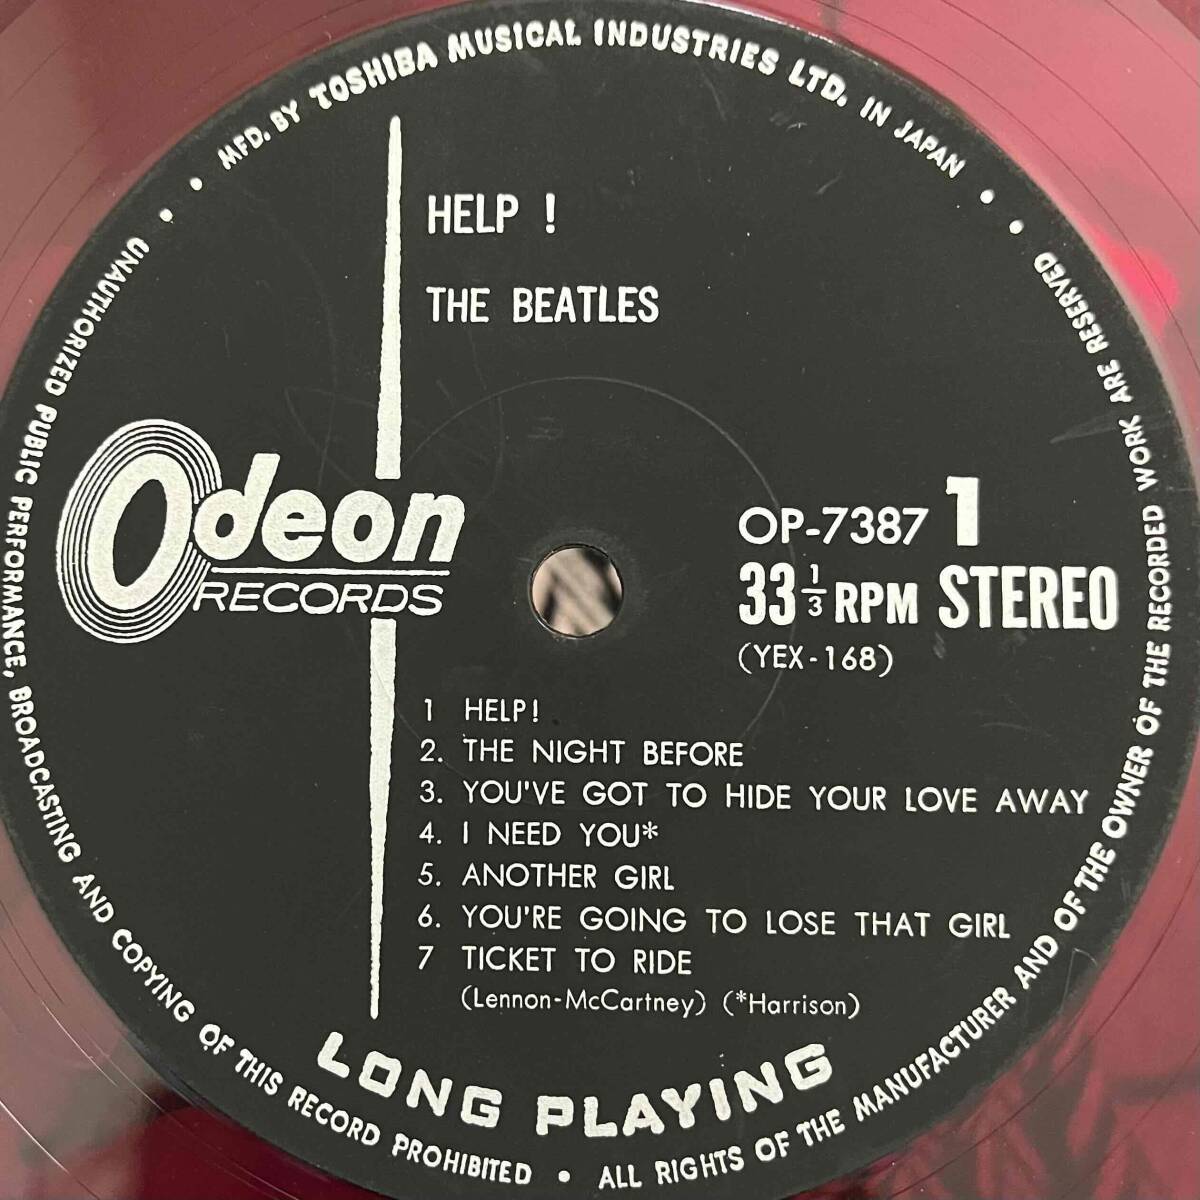 MFD. BY TOSHIBA MUSICAL INDUSTRIES LTD. IN JAPAN
HELP !
THE BEATLES
Odeon
RECORDS
OP-7387 1
33 1/3 RPM STEREO
(YEX-168)
1 HELP!
2. THE NIGHT BEFORE
3. YOU'VE GOT TO HIDE YOUR LOVE AWAY
4. I NEED YOU*
5. ANOTHER GIRL
6. YOU'RE GOING TO LOSE THAT GIRL
7 TICKET TO RIDE
(Lennon-McCartney) (*Harrison)
LONG PLAYING
UNAUTHORIZED PUBLIC PERFORMANCE, BROADCASTING AND COPYING OF THIS RECORD PROHIBITED • ALL RIGHTS OF THE MANUFACTURER AND OF THE OWNER OF THE RECORDED WORK ARE RESERVED